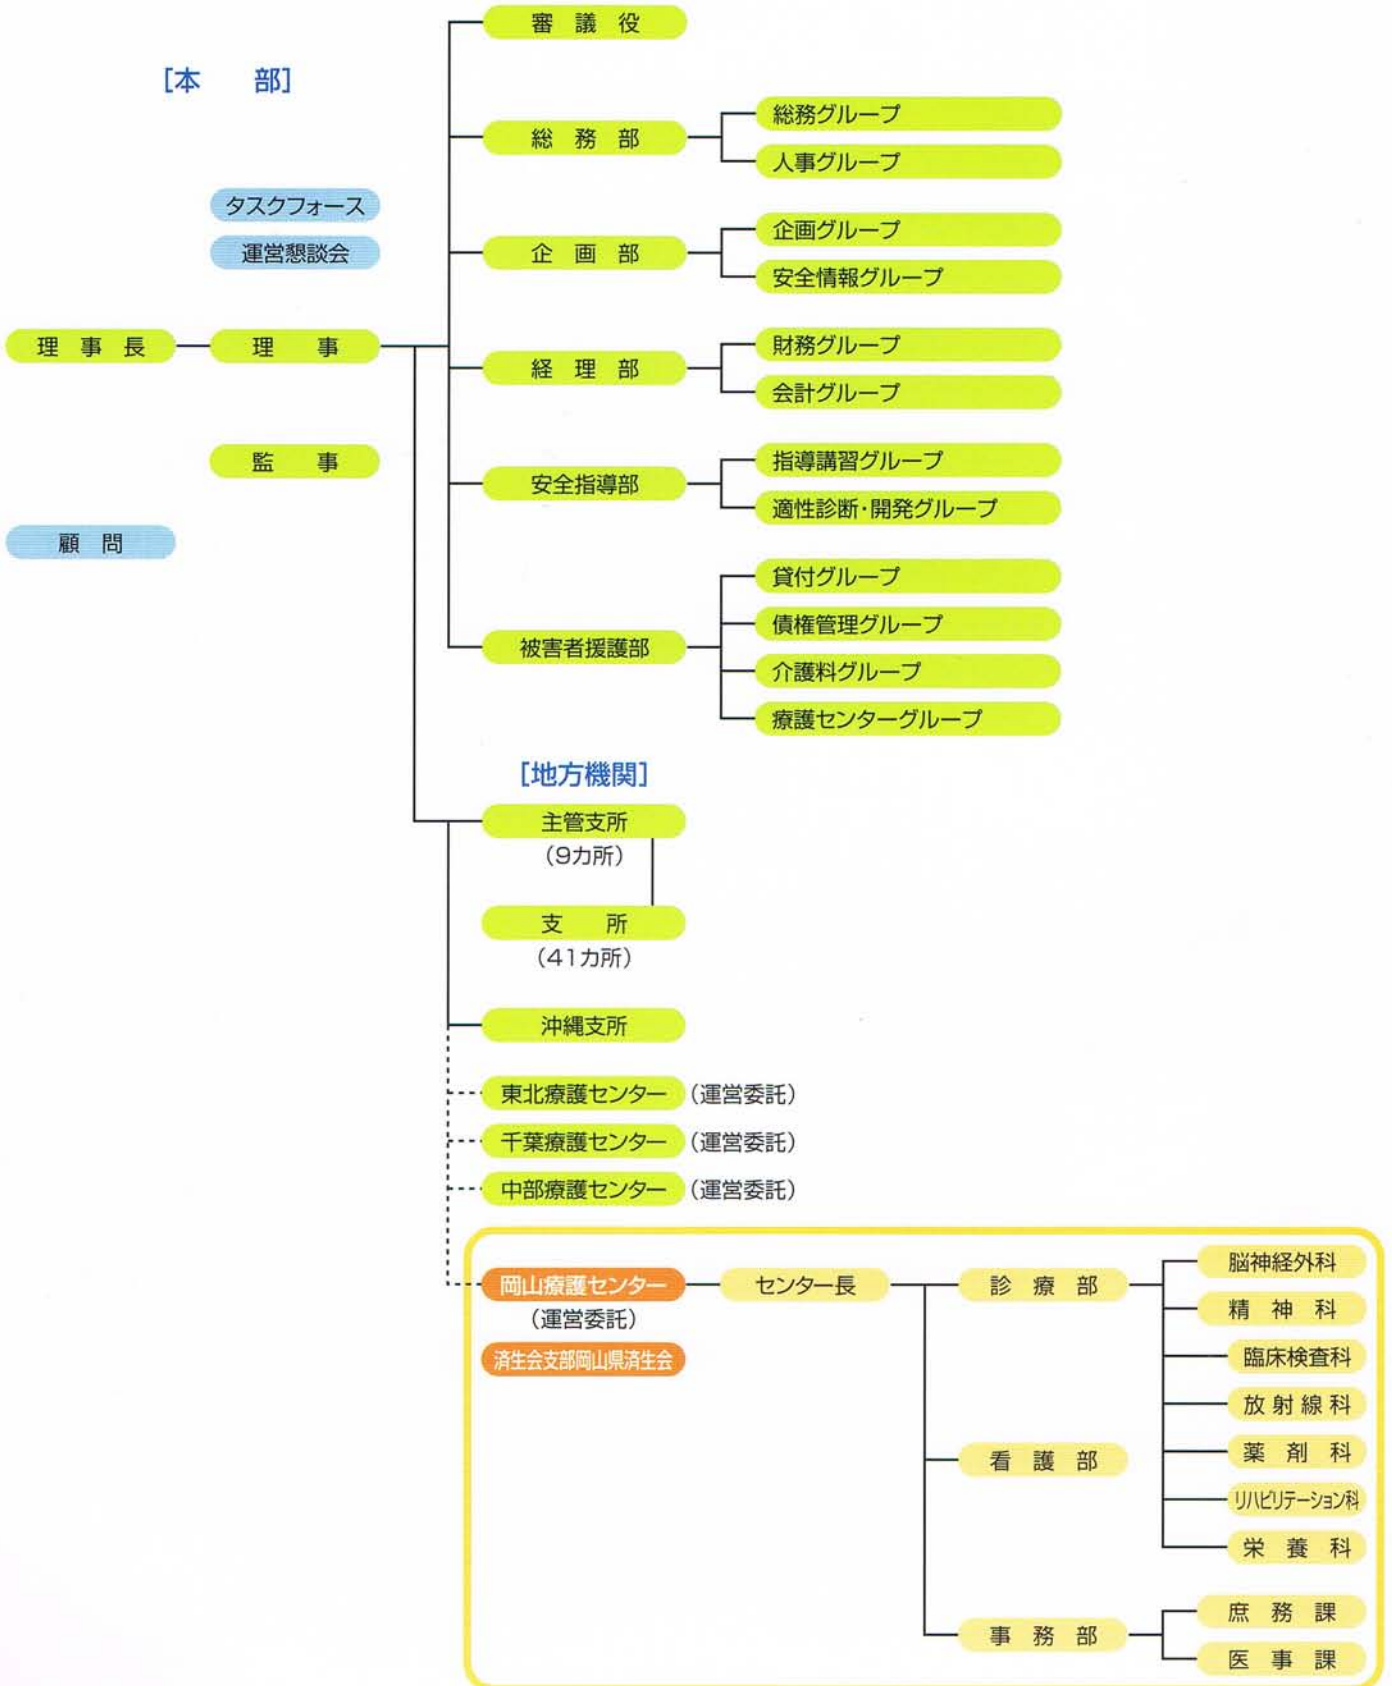 [本 部]
タスクフォース
運営懇談会
理事長
理事
監事
顧問
審議役
総務部
総務グループ
人事グループ
企画部
企画グループ
安全情報グループ
経理部
財務グループ
会計グループ
安全指導部
指導講習グループ
適性診断・開発グループ
被害者援護部
貸付グループ
債権管理グループ
介護料グループ
療護センターグループ
[地方機関]
主管支所
(9カ所)
支所
(41カ所)
沖縄支所
東北療護センター (運営委託)
千葉療護センター (運営委託)
中部療護センター (運営委託)
岡山療護センター
(運営委託)
済生会支部岡山県済生会
センター長
診療部
脳神経外科
精神科
臨床検査科
放射線科
薬剤科
リハビリテーション科
栄養科
看護部
事務部
庶務課
医事課